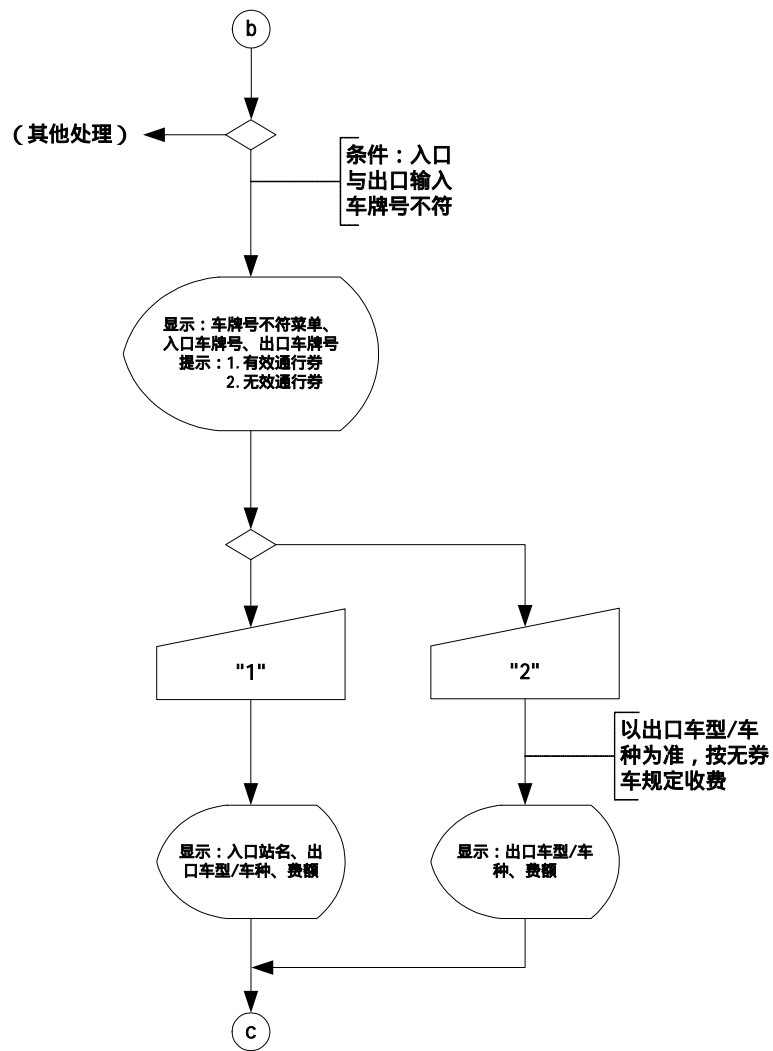 b
（其他处理）
条件：入口
与出口输入
车牌号不符
显示：车牌号不符菜单、
入口车牌号、出口车牌号
提示：1.有效通行券
2.无效通行券
"1"
"2"
以出口车型/车
种为准，按无券
车规定收费
显示：入口站名、出
口车型/车种、费额
显示：出口车型/车
种、费额
c